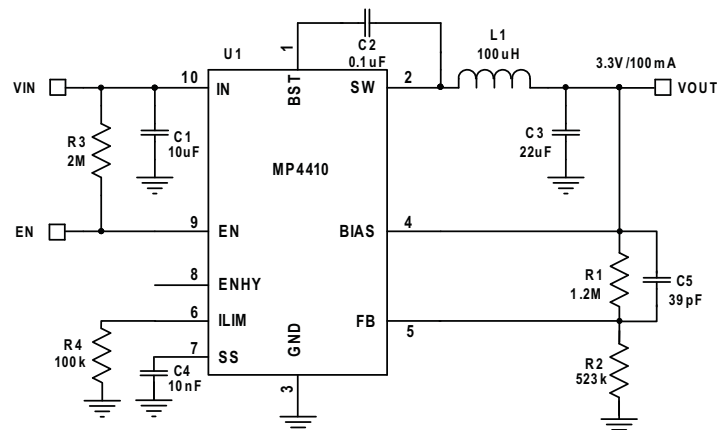 U1
1
C2
0.1uF
L1
100uH
VIN
10
IN
BST
SW
2
3.3V/100mA
VOUT
R3
2M
C1
10uF
C3
22uF
MP4410
EN
9
EN
BIAS
4
8
ENHY
R1
1.2M
C5
39pF
6
ILIM
FB
5
R4
100k
7
SS
GND
C4
10nF
3
R2
523k